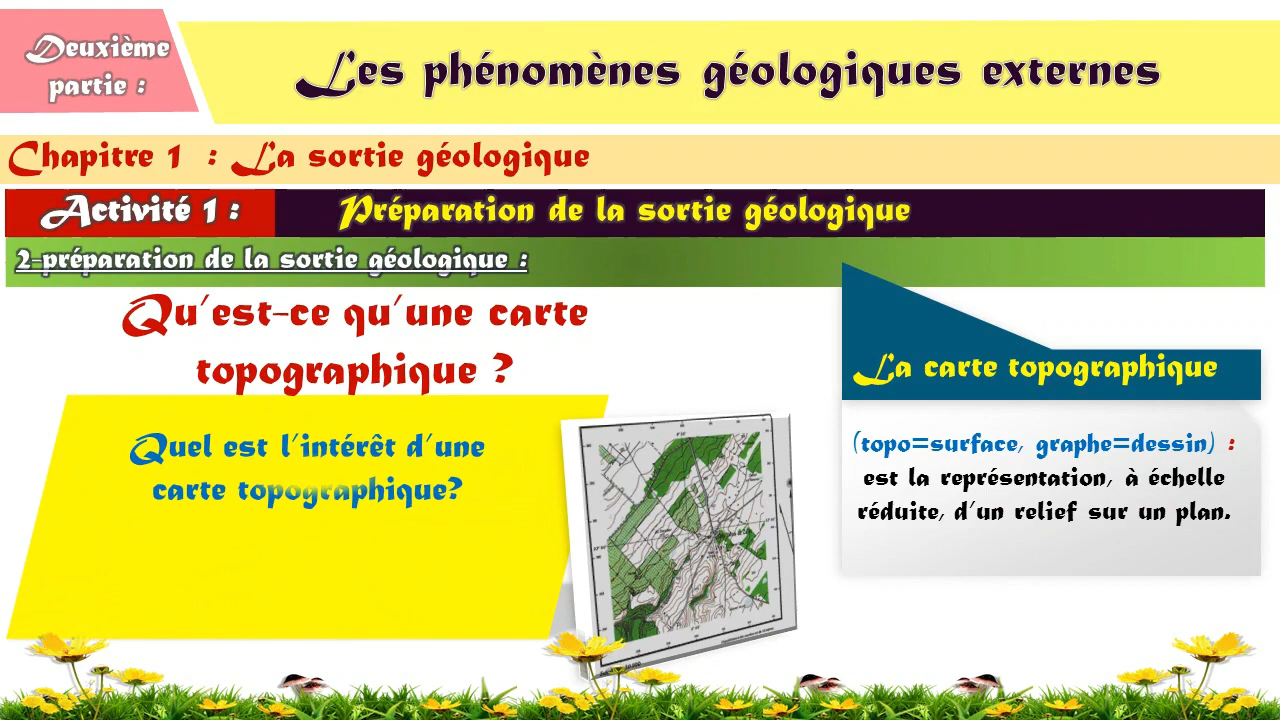 Deuxième
partie :
Les phénomènes géologiques externes
Chapitre 1 : La sortie géologique
Activité 1 :
Préparation de la sortie géologique
2-préparation de la sortie géologique :
Qu'est-ce qu'une carte
topographique ?
Quel est l'intérêt d'une
carte topographique?
La carte topographique
(topo=surface, graphe=dessin) :
est la représentation, à échelle
réduite, d'un relief sur un plan.